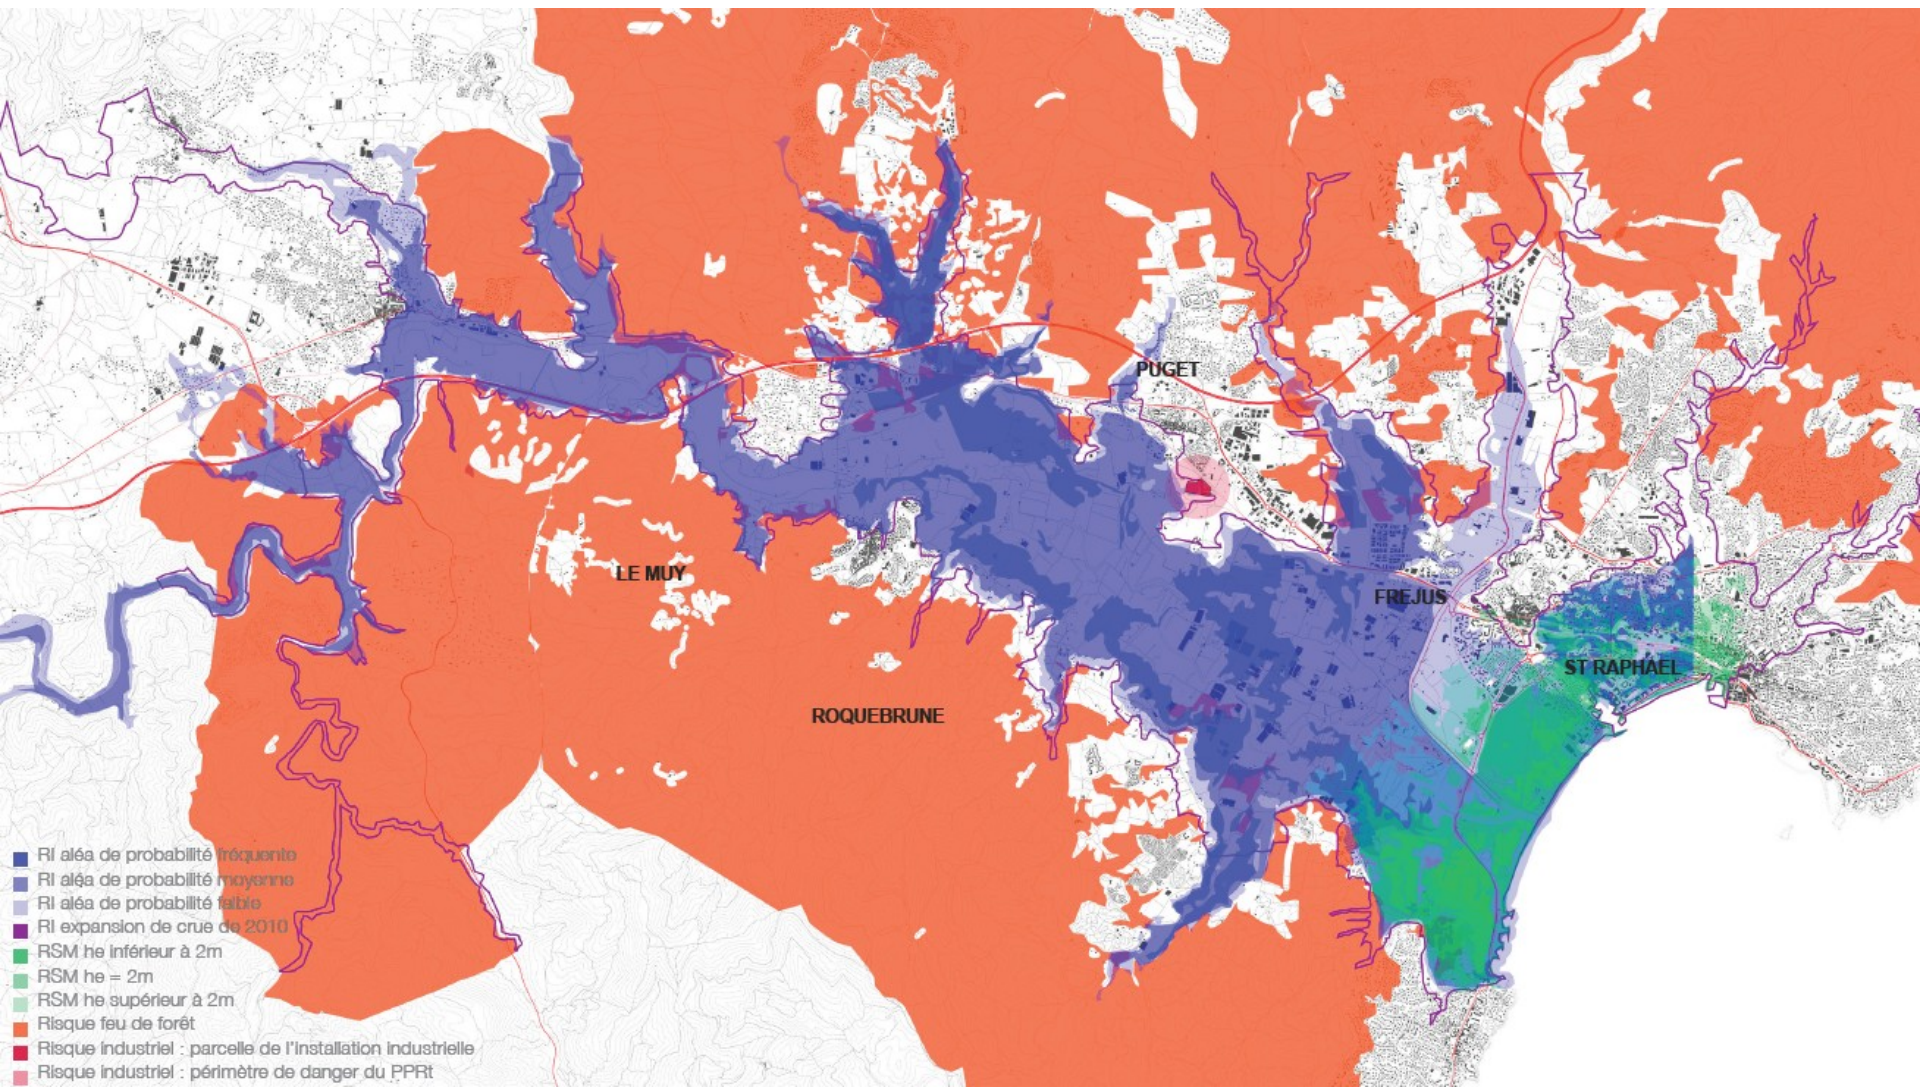 PUGET
LE MUY
FREJUS
ST RAPHAEL
ROQUEBRUNE
RI aléa de probabilité fréquente
RI aléa de probabilité moyenne
RI aléa de probabilité faible
RI expansion de crue de 2010
RSM he inférieur à 2m
RSM he = 2m
RSM he supérieur à 2m
Risque feu de forêt
Risque industriel : parcelle de l'installation industrielle
Risque industriel : périmètre de danger du PPRt